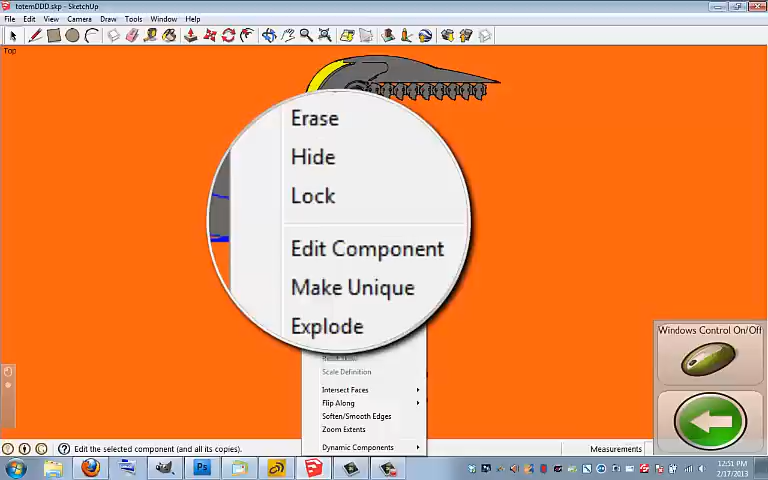 totemDDD.skp - SketchUp
File Edit View Camera Draw Tools Window Help
Top
Erase
Hide
Lock
Edit Component
Make Unique
Explode
Scale Definition
Intersect Faces
Flip Along
Soften/Smooth Edges
Zoom Extents
Dynamic Components
Windows Control On/Off
Edit the selected component (and all its copies).
Measurements
Ps
12:51 PM
2/17/2013